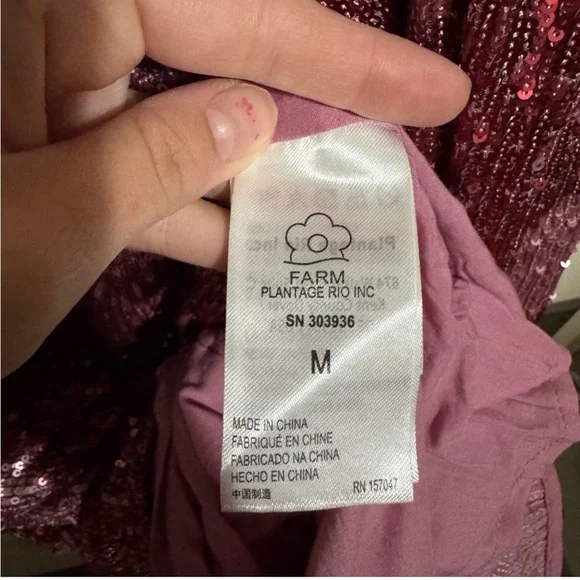 FARM
PLANTAGE RIO INC
SN 303936
M
MADE IN CHINA
FABRIQUÉ EN CHINE
FABRICADO NA CHINA
HECHO EN CHINA
中国制造
RN 157047